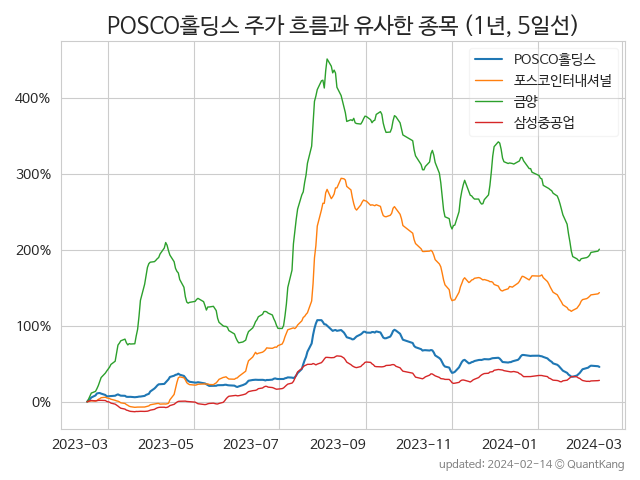 POSCO홀딩스 주가 흐름과 유사한 종목 (1년, 5일선)
POSCO홀딩스
포스코인터내셔널
금양
삼성중공업
400%
300%
200%
100%
0%
2023-03 2023-05 2023-07 2023-09 2023-11 2024-01 2024-03
updated: 2024-02-14 © QuantKang